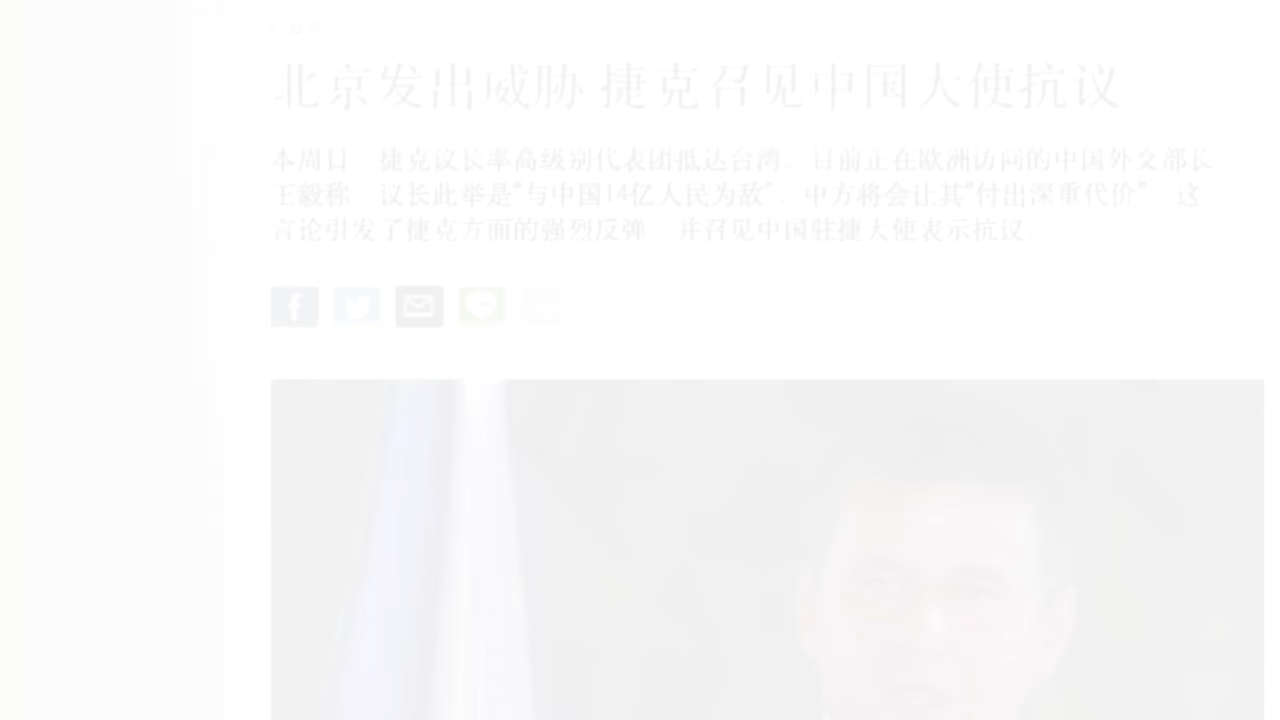 北京发出威胁 捷克召见中国大使抗议
本周日，捷克议长率高级别代表团抵达台湾。目前正在欧洲访问的中国外交部长
王毅称，议长此举是“与中国14亿人民为敌”，中方将会让其“付出深重代价”。这一
言论引发了捷克方面的强烈反弹，并召见中国驻捷大使表示抗议。